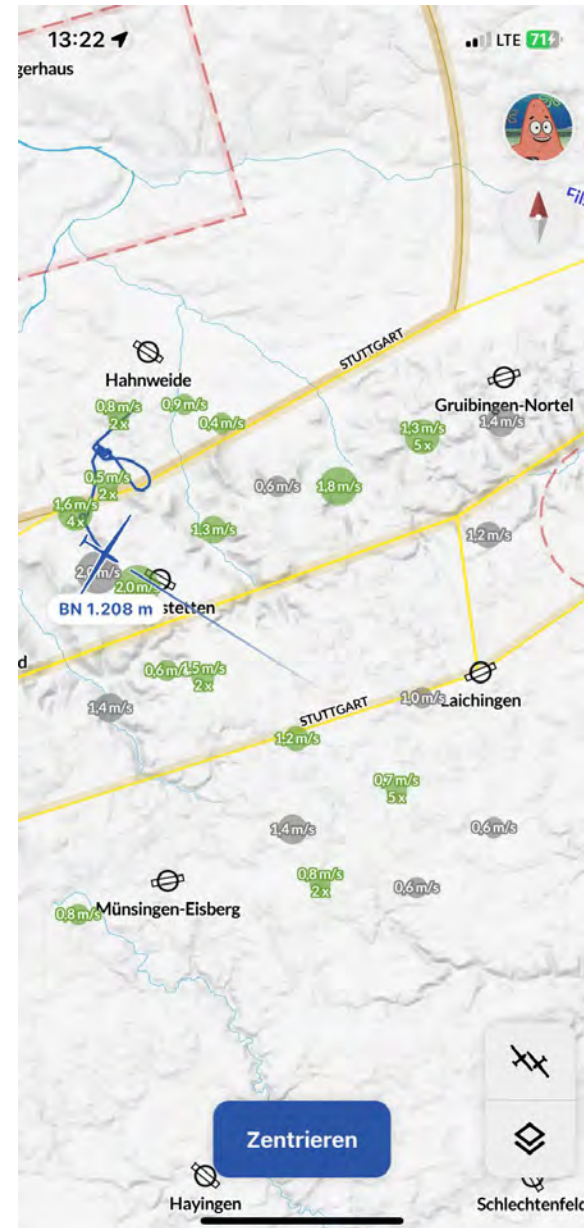 13:22
LTE 71
gerhaus
Fil
STUTTGART
Hahnweide
Gruibingen-Nortel
0,8 m/s
2 x
0,9 m/s
0,4 m/s
1,3 m/s
5 x
1,4 m/s
0,5 m/s
2 x
0,6 m/s
1,8 m/s
1,6 m/s
4 x
1,3 m/s
1,2 m/s
2,0 m/s
2,0 m/
BN 1.208 m
stetten
d
0,6 m/
1,5 m/s
2 x
1,4 m/s
1,0 m/s
Laichingen
STUTTGART
1,2 m/s
0,7 m/s
5 x
1,4 m/s
0,6 m/s
0,8 m/s
2 x
0,6 m/s
0,8 m/s
Münsingen-Eisberg
Zentrieren
Hayingen
Schlechtenfel